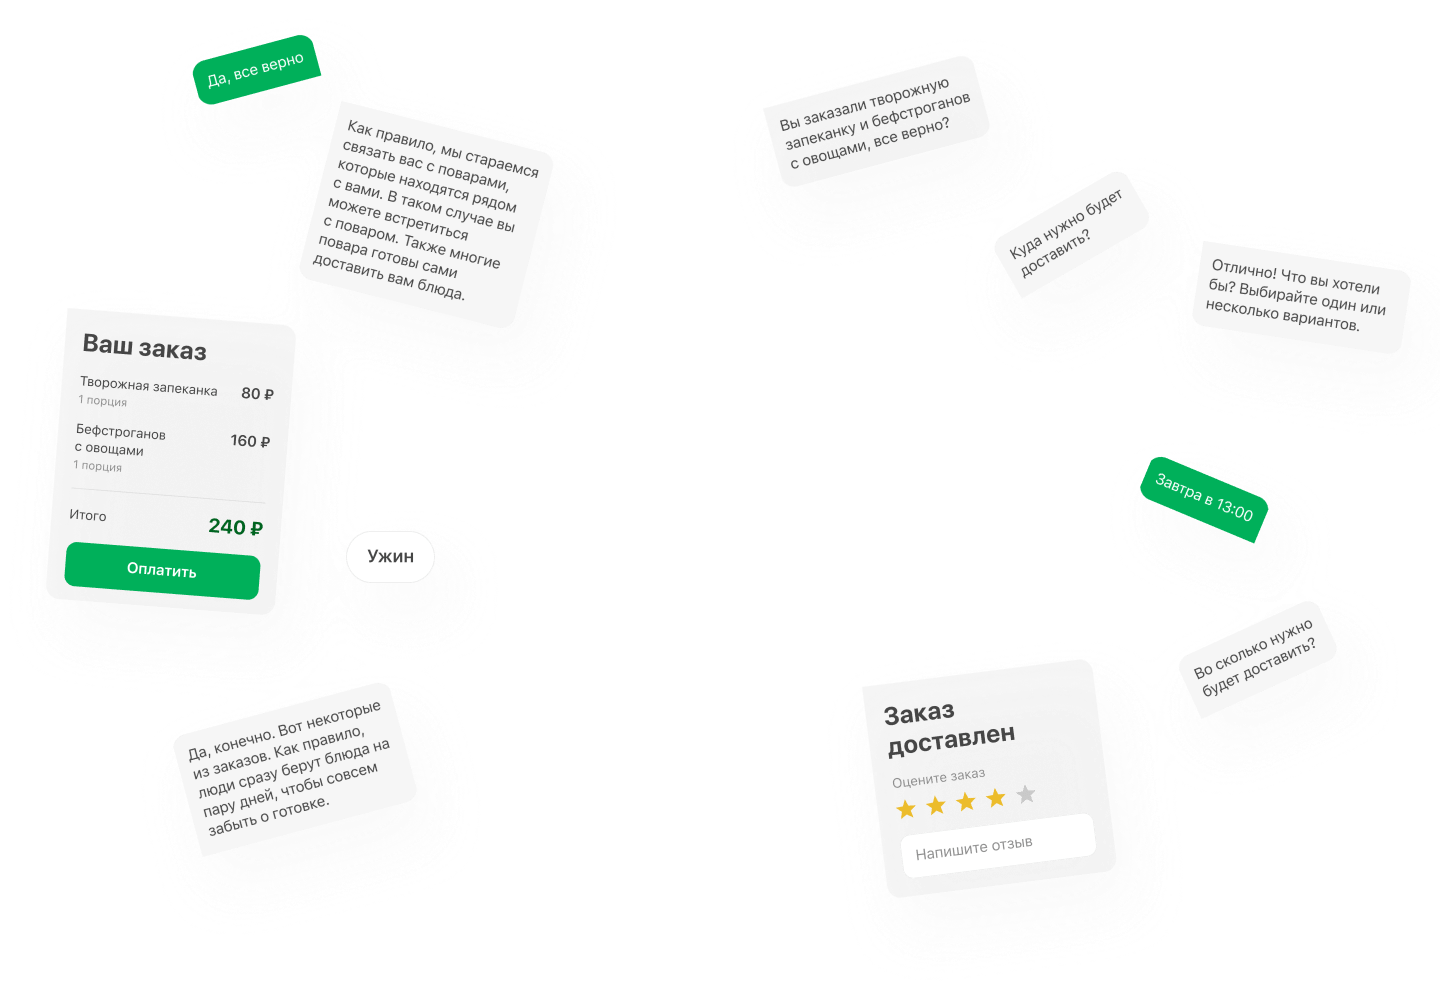 Да, все верно
Как правило, мы стараемся
связать вас с поварами,
которые находятся рядом
с вами. В таком случае вы
можете встретиться
с поваром. Также многие
повара готовы сами
доставить вам блюда.
Ваш заказ
Творожная запеканка 80 ₽
1 порция
Бефстроганов 160 ₽
с овощами
1 порция
Итого 240 ₽
Оплатить
Ужин
Да, конечно. Вот некоторые
из заказов. Как правило,
люди сразу берут блюда на
пару дней, чтобы совсем
забыть о готовке.
Вы заказали творожную
запеканку и бефстроганов
с овощами, все верно?
Куда нужно будет
доставить?
Отлично! Что вы хотели
бы? Выбирайте один или
несколько вариантов.
Завтра в 13:00
Во сколько нужно
будет доставить?
Заказ
доставлен
Оцените заказ
Напишите отзыв